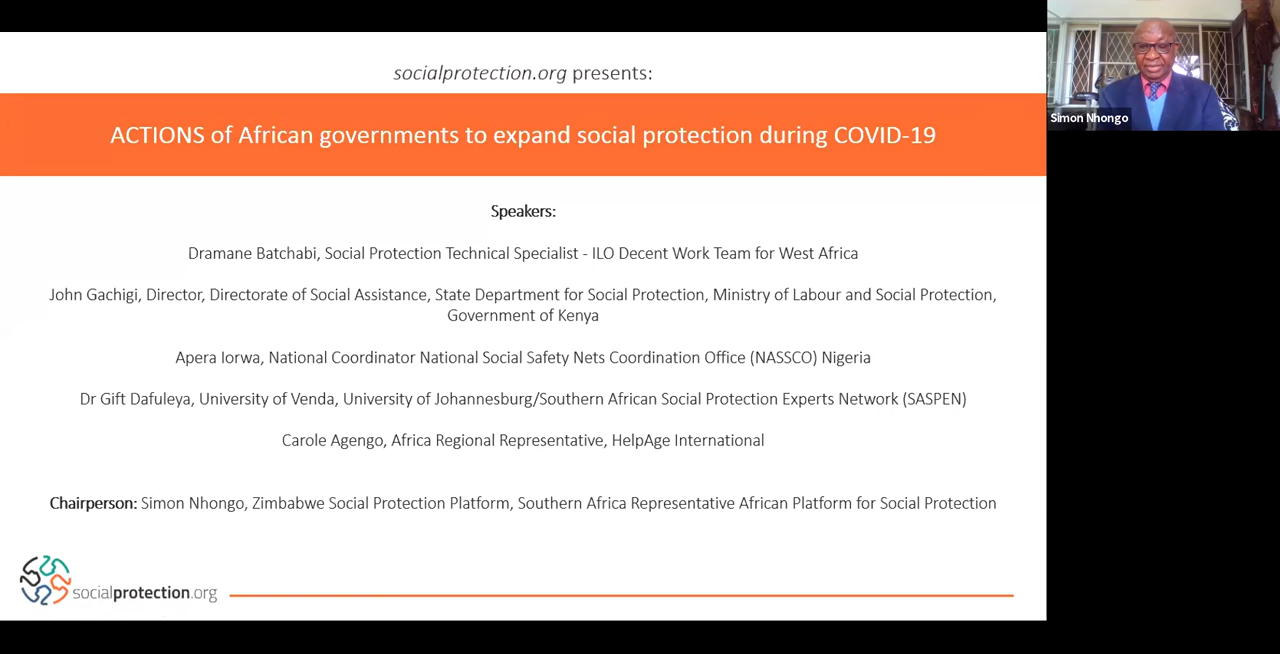 socialprotection.org presents:
ACTIONS of African governments to expand social protection during COVID-19
Speakers:
Dramane Batchabi, Social Protection Technical Specialist - ILO Decent Work Team for West Africa
John Gachigi, Director, Directorate of Social Assistance, State Department for Social Protection, Ministry of Labour and Social Protection,
Government of Kenya
Apera Iorwa, National Coordinator National Social Safety Nets Coordination Office (NASSCO) Nigeria
Dr Gift Dafuleya, University of Venda, University of Johannesburg/Southern African Social Protection Experts Network (SASPEN)
Carole Agengo, Africa Regional Representative, HelpAge International
Chairperson: Simon Nhongo, Zimbabwe Social Protection Platform, Southern Africa Representative African Platform for Social Protection
socialprotection.org
Simon Nhongo